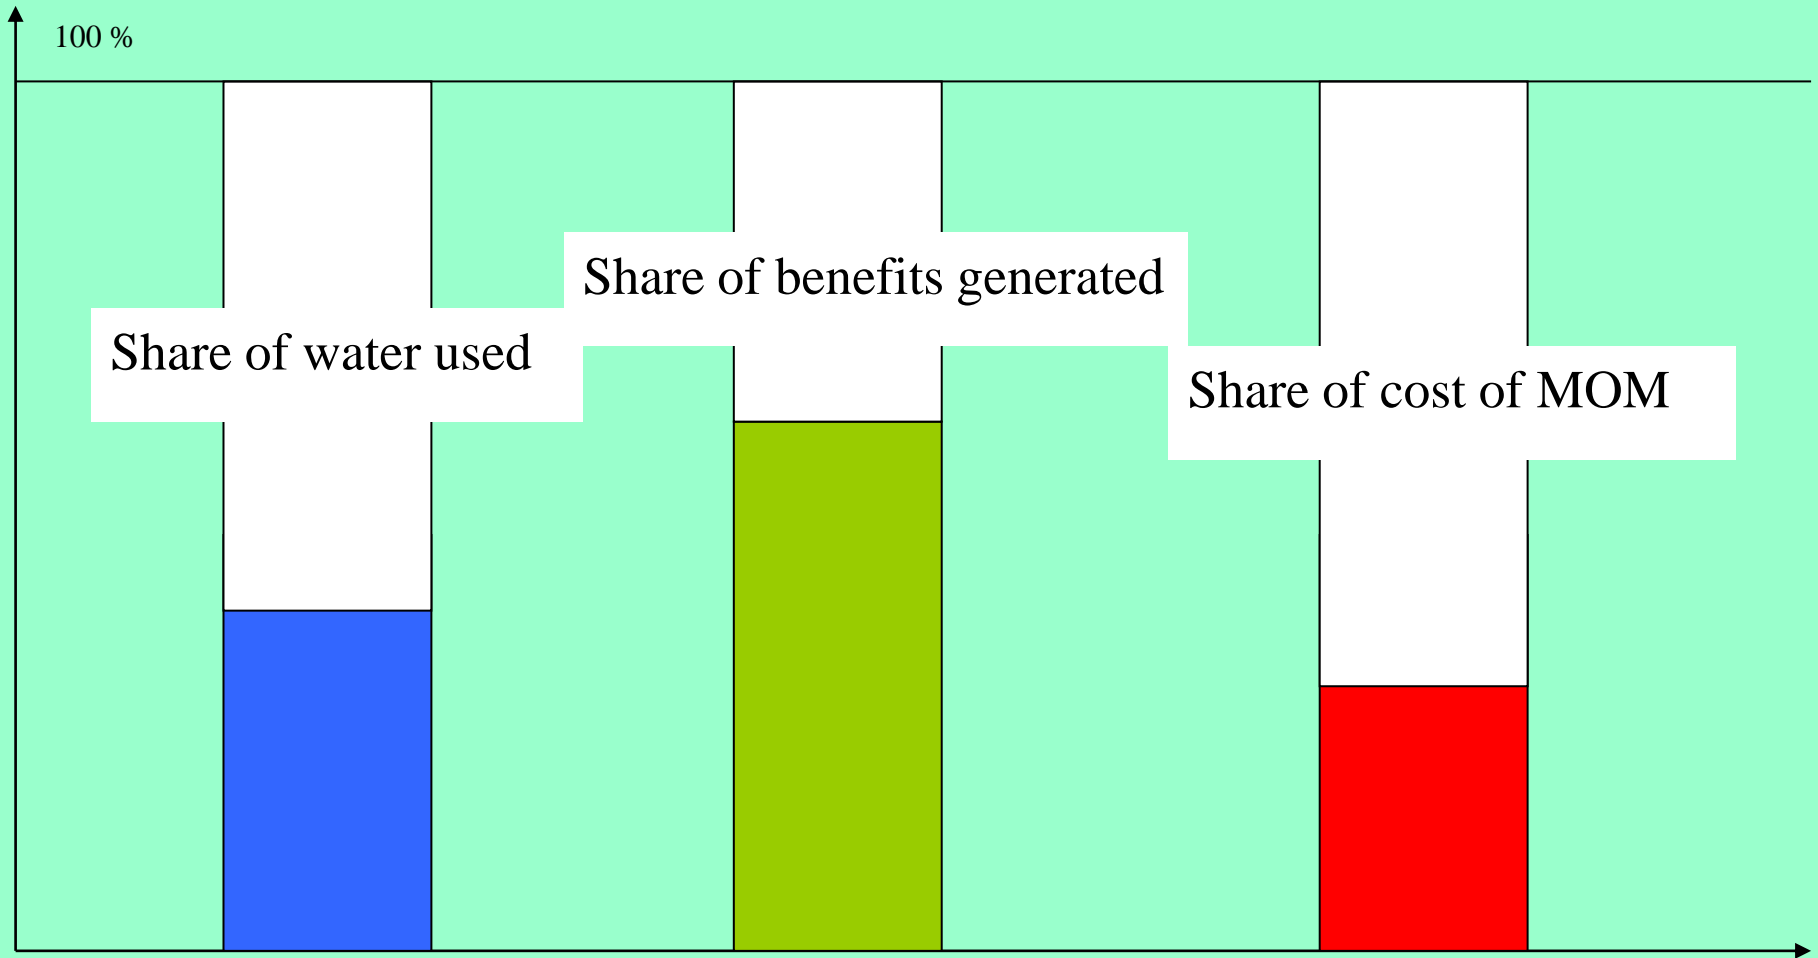 100 %
Share of benefits generated
Share of water used
Share of cost of MOM